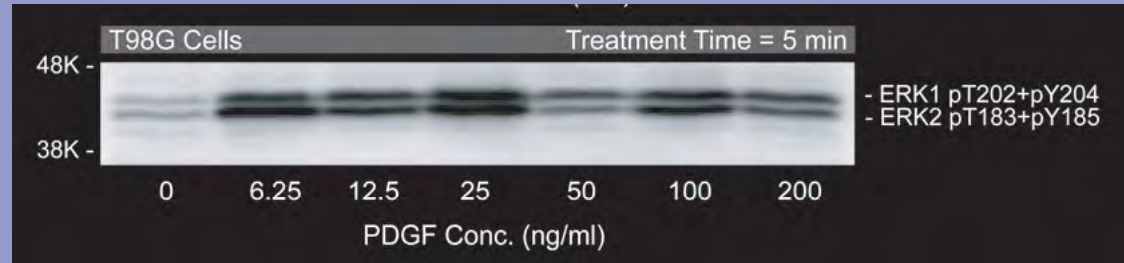 T98G Cells Treatment Time = 5 min
48K -
- ERK1 pT202+pY204
- ERK2 pT183+pY185
38K -
0 6.25 12.5 25 50 100 200
PDGF Conc. (ng/ml)